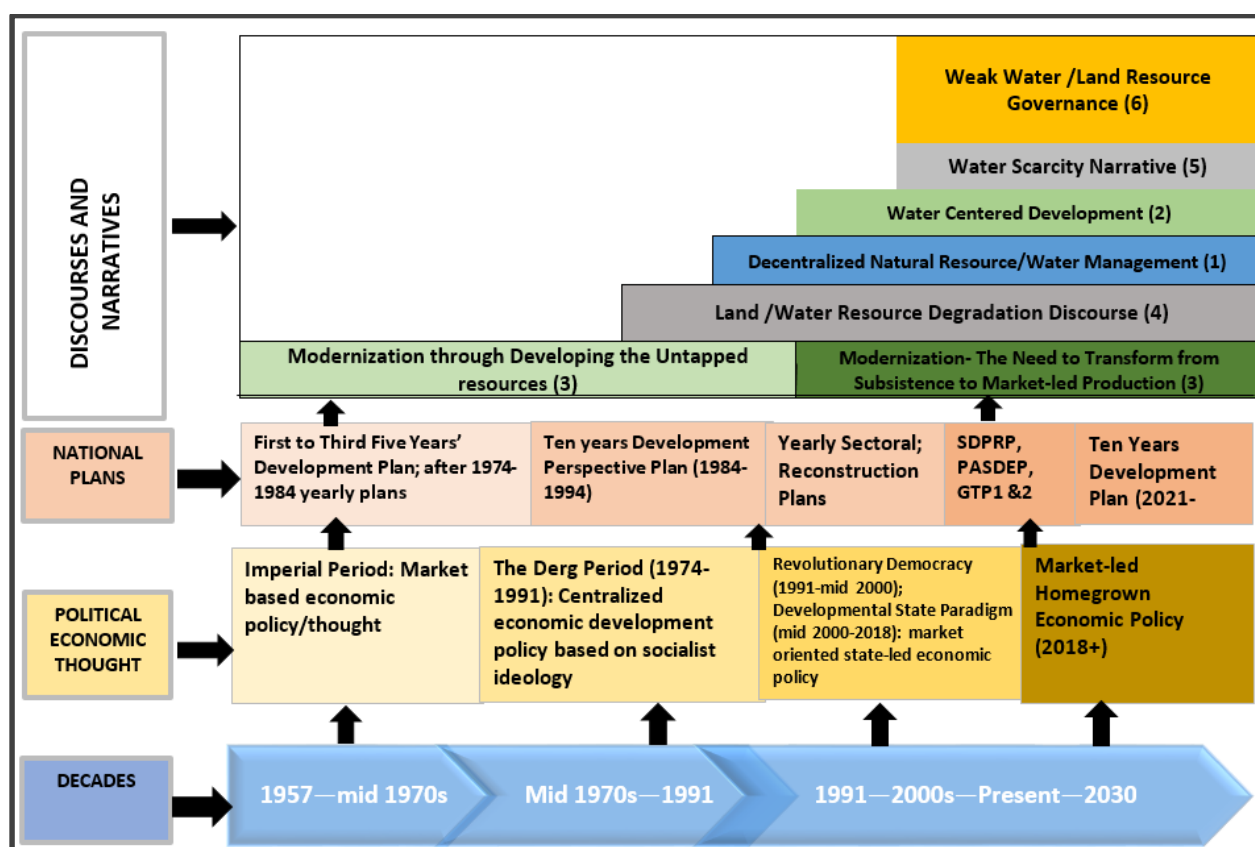 DISCOURSES AND
NARRATIVES
Weak Water /Land Resource
Governance (6)
Water Scarcity Narrative (5)
Water Centered Development (2)
Decentralized Natural Resource/Water Management (1)
Land /Water Resource Degradation Discourse (4)
Modernization through Developing the Untapped
resources (3)
Modernization- The Need to Transform from
Subsistence to Market-led Production (3)
NATIONAL
PLANS
First to Third Five Years’
Development Plan; after 1974-
1984 yearly plans
Ten years Development
Perspective Plan (1984-
1994)
Yearly Sectoral;
Reconstruction
Plans
SDPRP,
PASDEP,
GTP1 &2
Ten Years
Development
Plan (2021-
POLITICAL
ECONOMIC
THOUGHT
Imperial Period: Market
based economic
policy/thought
The Derg Period (1974-
1991): Centralized
economic development
policy based on socialist
ideology
Revolutionary Democracy
(1991-mid 2000);
Developmental State Paradigm
(mid 2000-2018): market
oriented state-led economic
policy
Market-led
Homegrown
Economic Policy
(2018+)
DECADES
1957—mid 1970s
Mid 1970s—1991
1991—2000s—Present—2030